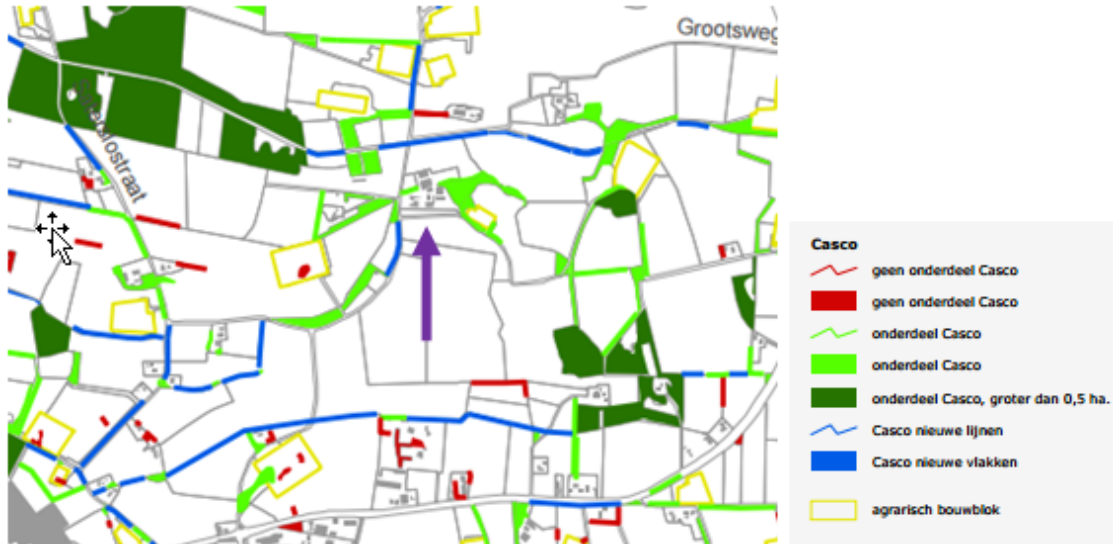 Grootsweg
Casco
geen onderdeel Casco
geen onderdeel Casco
onderdeel Casco
onderdeel Casco
onderdeel Casco, groter dan 0,5 ha.
Casco nieuwe lijnen
Casco nieuwe vlakken
agrarisch bouwblok